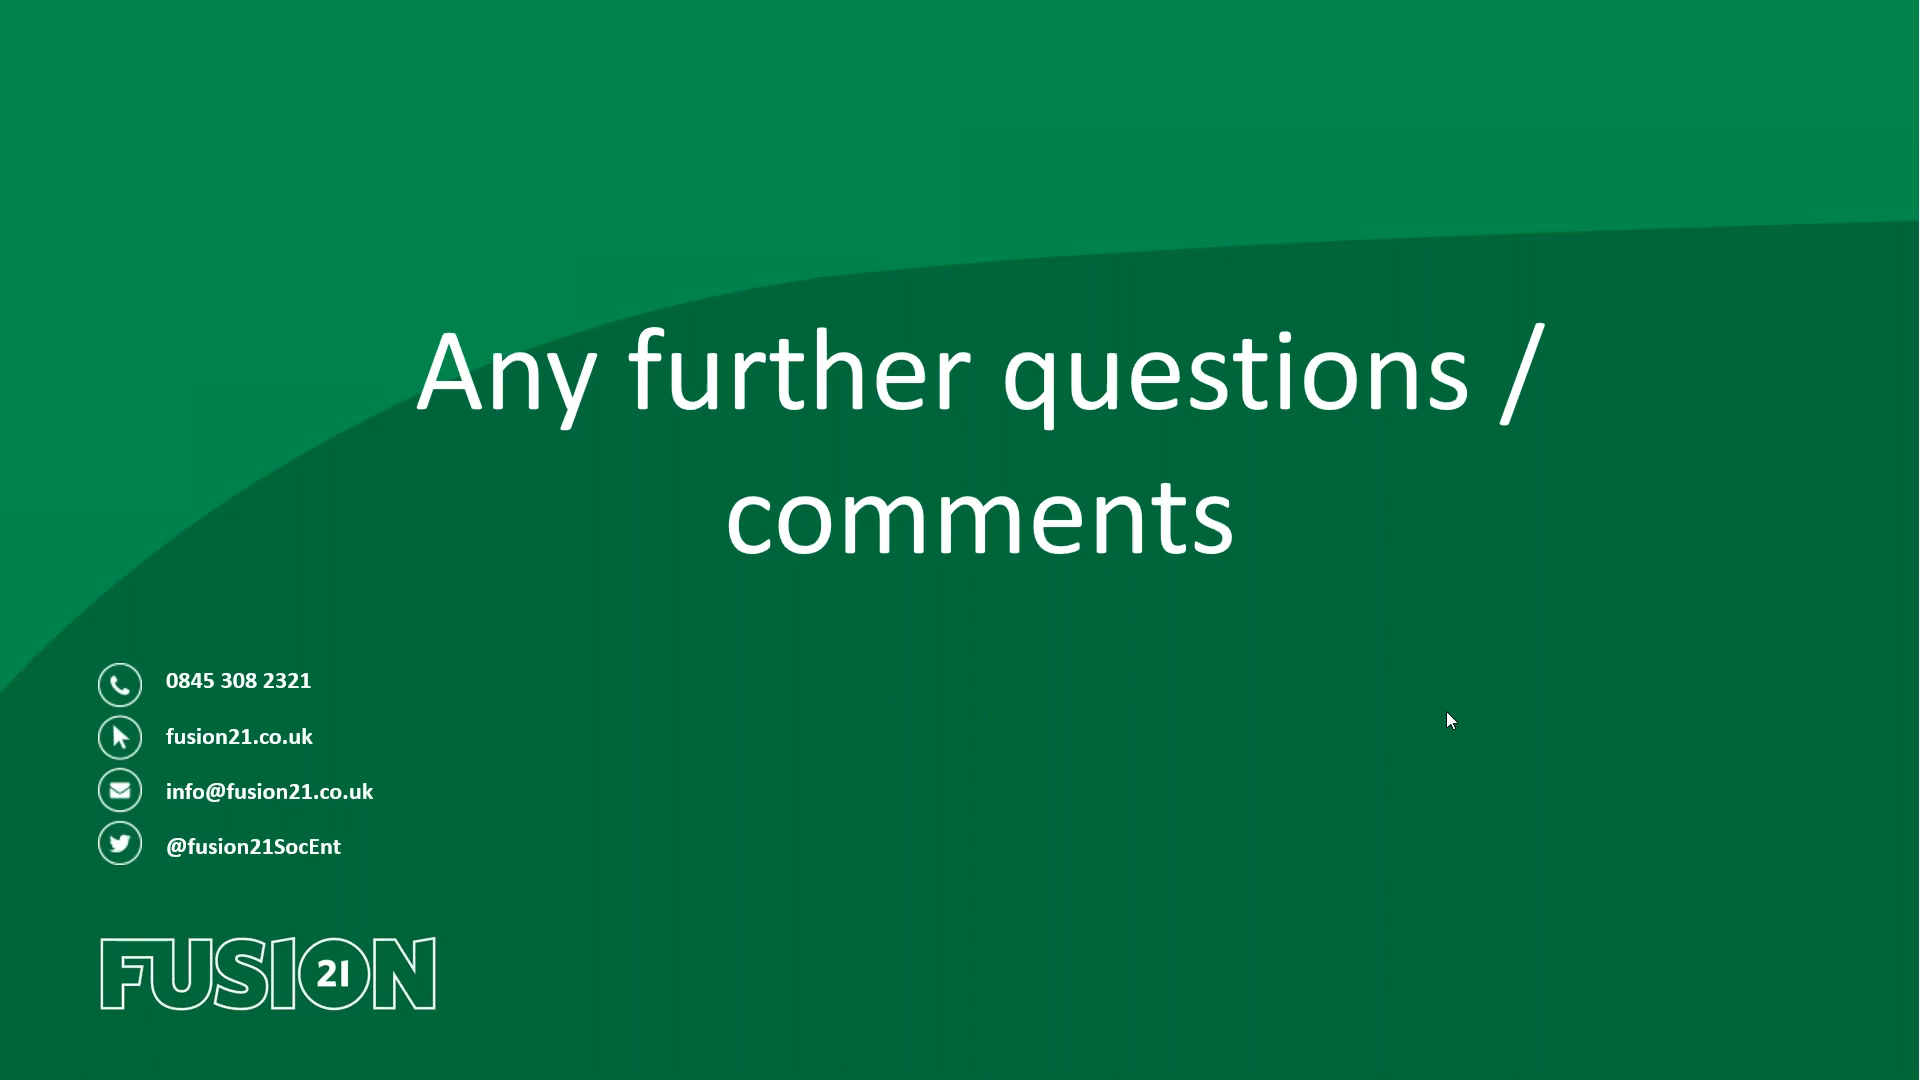 Any further questions /
comments
0845 308 2321
fusion21.co.uk
info@fusion21.co.uk
@fusion21SocEnt
FUSION
21